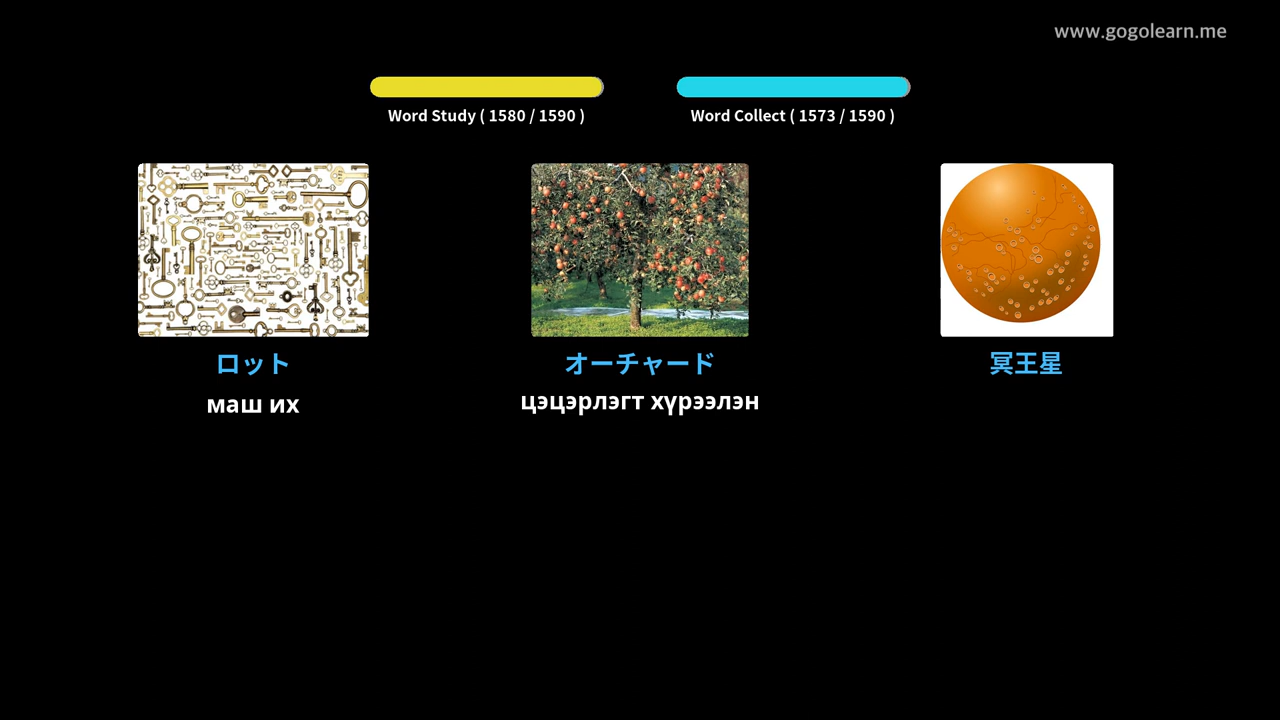 www.gogolearn.me
Word Study ( 1580 / 1590 )
Word Collect ( 1573 / 1590 )
ロット
オーチャード
冥王星
маш их
цэцэрлэгт хүрээлэн